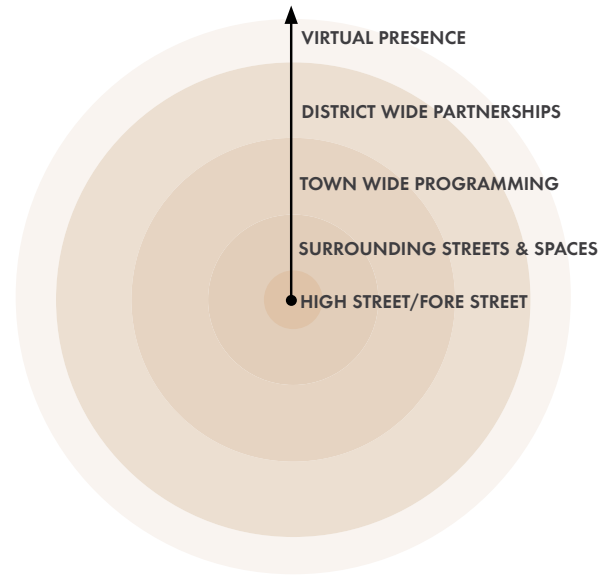 VIRTUAL PRESENCE
DISTRICT WIDE PARTNERSHIPS
TOWN WIDE PROGRAMMING
SURROUNDING STREETS & SPACES
HIGH STREET/FORE STREET